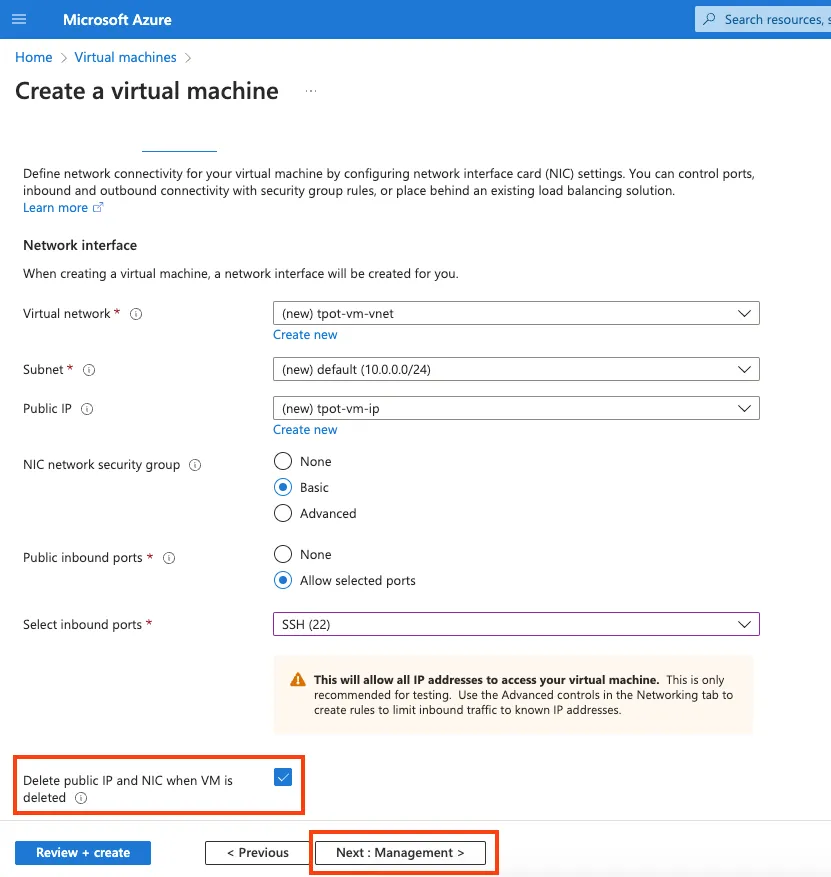 Microsoft Azure
Search resources, s
Home > Virtual machines >
Create a virtual machine ...
Define network connectivity for your virtual machine by configuring network interface card (NIC) settings. You can control ports,
inbound and outbound connectivity with security group rules, or place behind an existing load balancing solution.
Learn more
Network interface
When creating a virtual machine, a network interface will be created for you.
Virtual network *
(new) tpot-vm-vnet
Create new
Subnet *
(new) default (10.0.0.0/24)
Public IP
(new) tpot-vm-ip
Create new
NIC network security group
None
Basic
Advanced
Public inbound ports *
None
Allow selected ports
Select inbound ports *
SSH (22)
This will allow all IP addresses to access your virtual machine. This is only
recommended for testing. Use the Advanced controls in the Networking tab to
create rules to limit inbound traffic to known IP addresses.
Delete public IP and NIC when VM is
deleted
Review + create
< Previous
Next : Management >